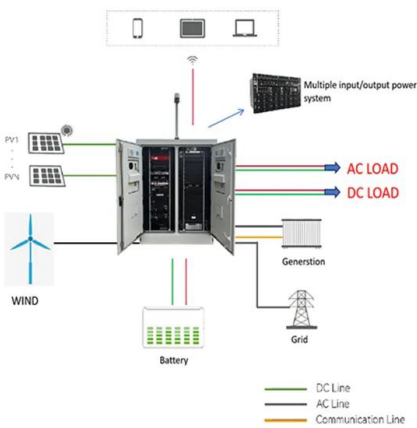 Multiple input/output power
system
PV1
PVN
AC LOAD
DC LOAD
WIND
Generstion
Battery
Grid
DC Line
AC Line
Communication Line